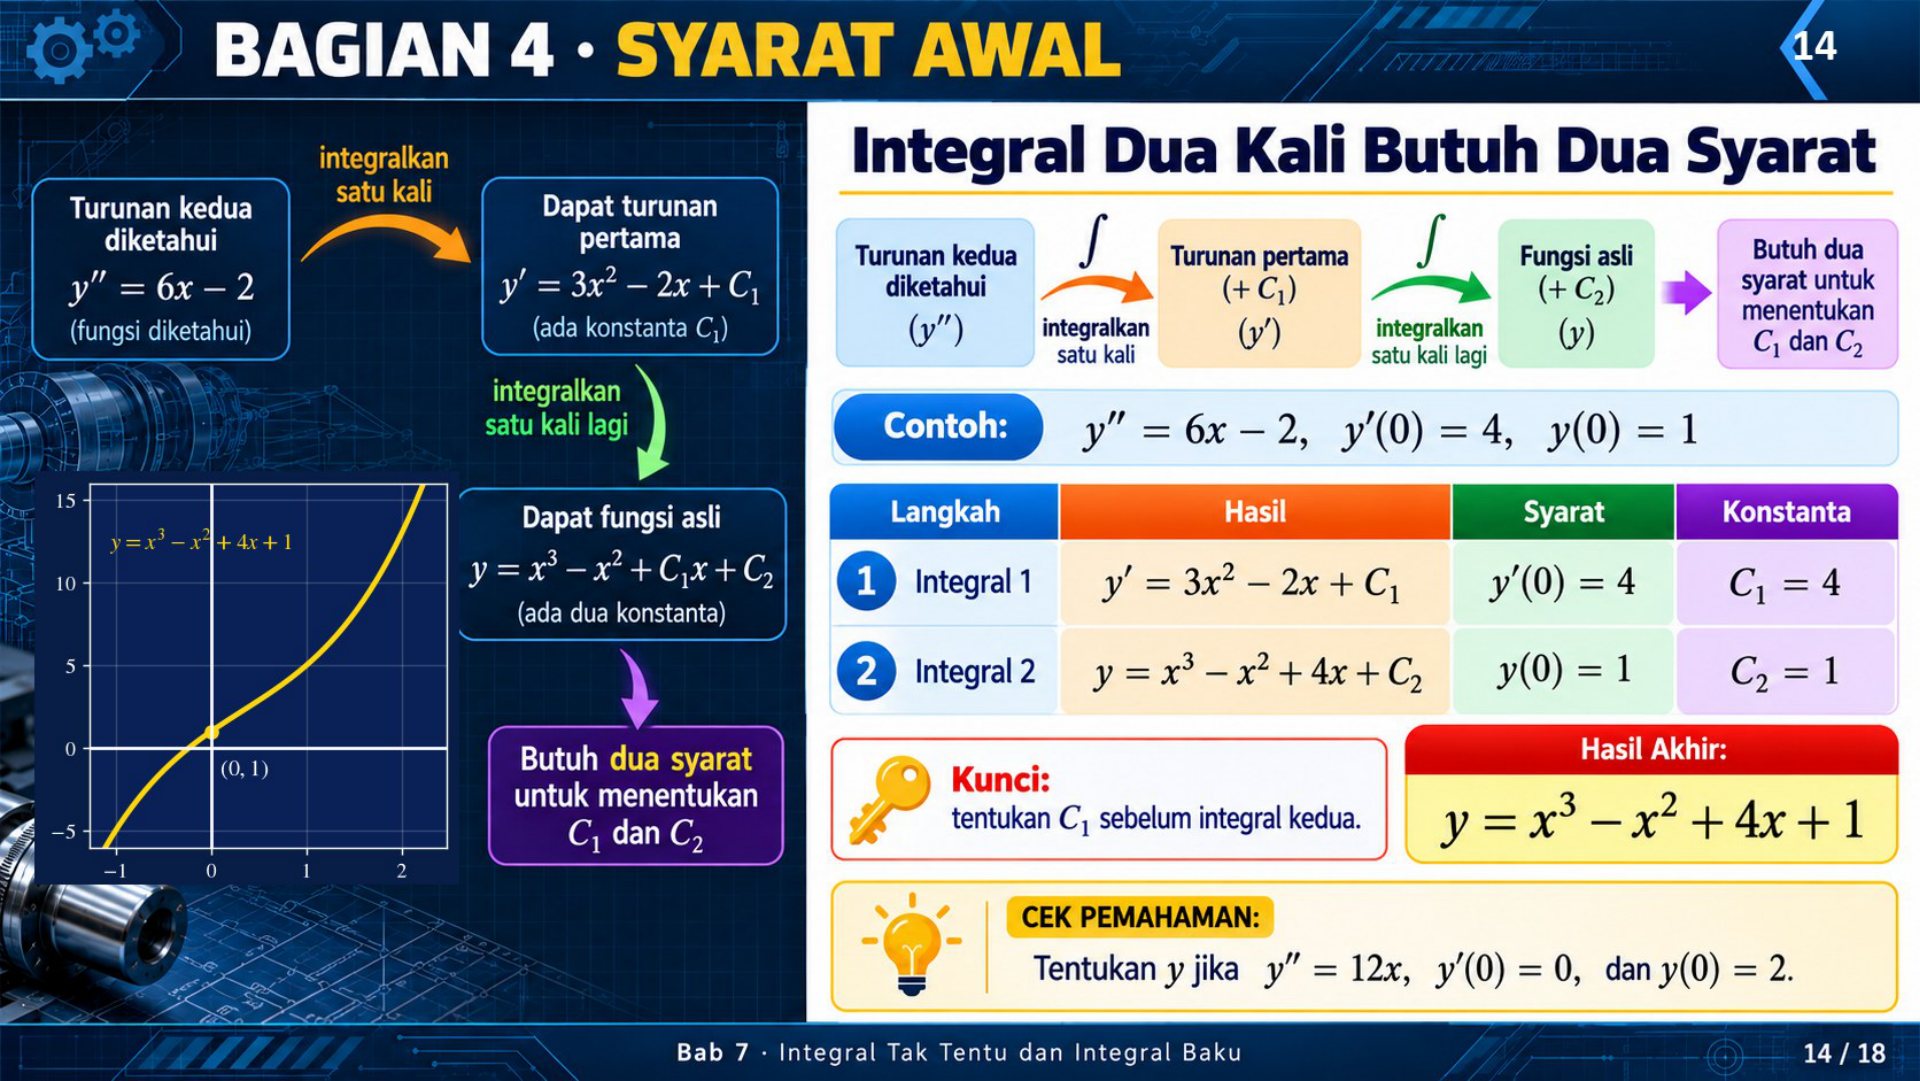 BAGIAN 4 · SYARAT AWAL
14
integralkan
satu kali
Turunan kedua
diketahui
y″ = 6x − 2
(fungsi diketahui)
Dapat turunan
pertama
y′ = 3x² − 2x + C₁
(ada konstanta C₁)
integralkan
satu kali lagi
Dapat fungsi asli
y = x³ − x² + C₁x + C₂
(ada dua konstanta)
Butuh dua syarat
untuk menentukan
C₁ dan C₂
15
y = x³ − x² + 4x + 1
10
5
0
(0, 1)
−5
−1 0 1 2
Integral Dua Kali Butuh Dua Syarat
Turunan kedua
diketahui
(y″)
∫
integralkan
satu kali
Turunan pertama
(+ C₁)
(y′)
∫
integralkan
satu kali lagi
Fungsi asli
(+ C₂)
(y)
Butuh dua
syarat untuk
menentukan
C₁ dan C₂
Contoh: y″ = 6x − 2, y′(0) = 4, y(0) = 1
Langkah Hasil Syarat Konstanta
1 Integral 1 y′ = 3x² − 2x + C₁ y′(0) = 4 C₁ = 4
2 Integral 2 y = x³ − x² + 4x + C₂ y(0) = 1 C₂ = 1
Kunci:
tentukan C₁ sebelum integral kedua.
Hasil Akhir:
y = x³ − x² + 4x + 1
CEK PEMAHAMAN:
Tentukan y jika y″ = 12x, y′(0) = 0, dan y(0) = 2.
Bab 7 · Integral Tak Tentu dan Integral Baku
14 / 18